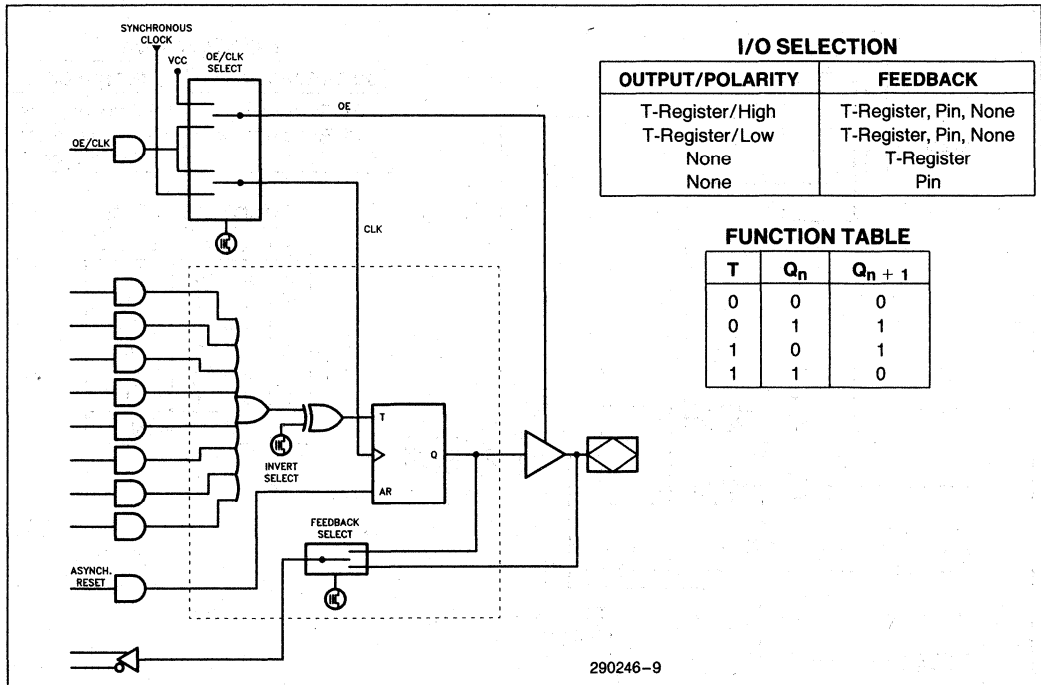 SYNCHRONOUS
CLOCK
VCC
OE/CLK
SELECT
OE
OE/CLK
CLK
T
Q
AR
INVERT
SELECT
FEEDBACK
SELECT
ASYNCH.
RESET
I/O SELECTION
OUTPUT/POLARITY FEEDBACK
T-Register/High T-Register, Pin, None
T-Register/Low T-Register, Pin, None
None T-Register
None Pin
FUNCTION TABLE
T Qn Qn + 1
0 0 0
0 1 1
1 0 1
1 1 0
290246–9